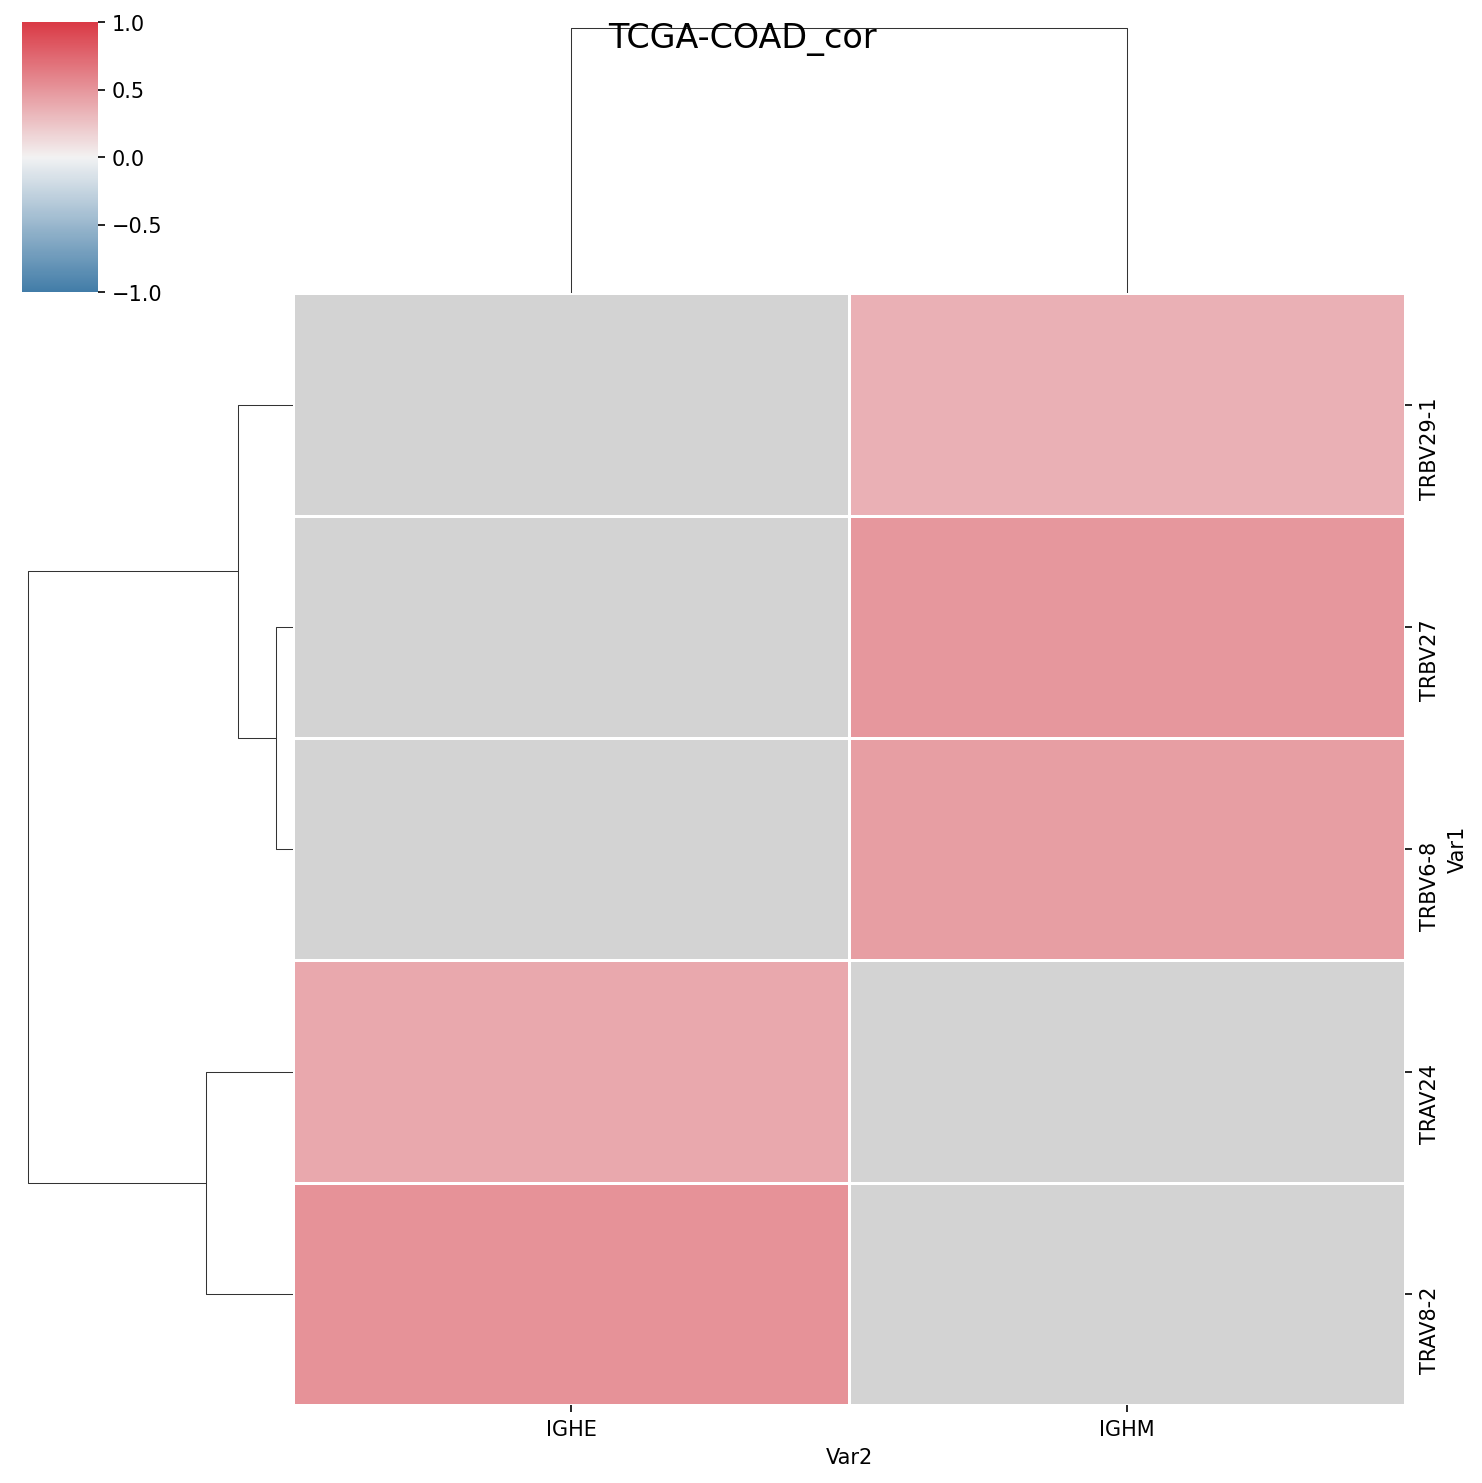 TCGA-COAD_cor
1.0
0.5
0.0
−0.5
−1.0
TRBV29-1
TRBV27
TRBV6-8
TRAV24
TRAV8-2
Var1
IGHE
IGHM
Var2